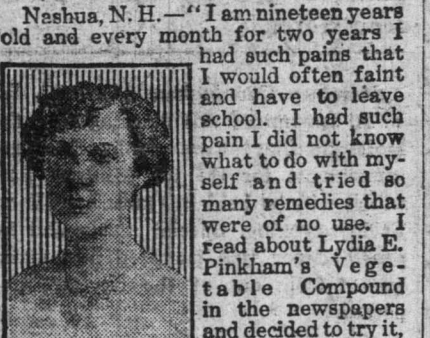 Nashua, N. H.—"I am nineteen years
old and every month for two years I
had such pains that
I would often faint
and have to leave
school. I had such
pain I did not know
what to do with my-
self and tried so
many remedies that
were of no use. I
read about Lydia E.
Pinkham's Vege-
table Compound
in the newspapers
and decided to try it,